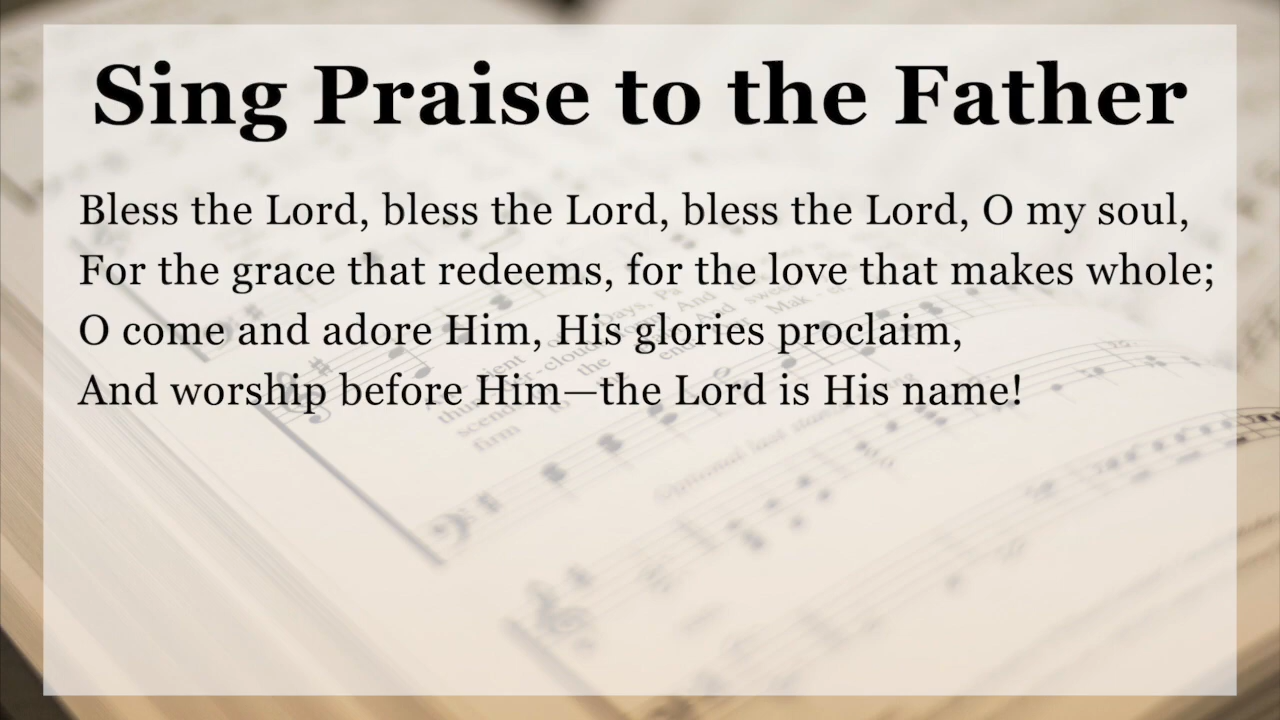 Sing Praise to the Father
Bless the Lord, bless the Lord, bless the Lord, O my soul,
For the grace that redeems, for the love that makes whole;
O come and adore Him, His glories proclaim,
And worship before Him—the Lord is His name!